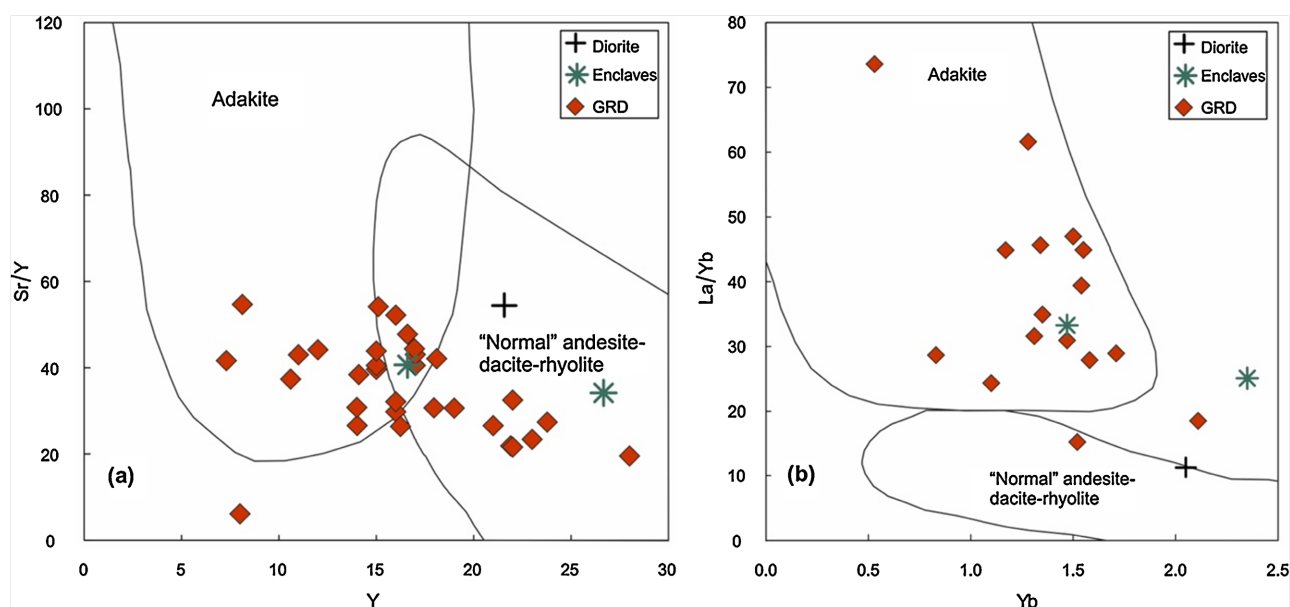 120
100
80
60
40
20
0
Sr/Y
Adakite
Diorite
Enclaves
GRD
“Normal” andesite-
dacite-rhyolite
(a)
0 5 10 15 20 25 30
Y
80
70
60
50
40
30
20
10
0
La/Yb
Adakite
Diorite
Enclaves
GRD
(b)
“Normal” andesite-
dacite-rhyolite
0.0 0.5 1.0 1.5 2.0 2.5
Yb